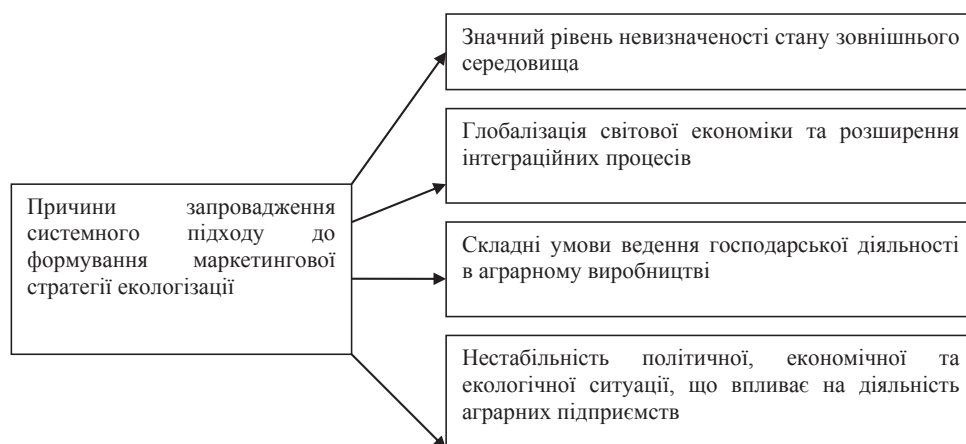 Значний рівень невизначеності стану зовнішнього
середовища
Глобалізація світової економіки та розширення
інтеграційних процесів
Причини запровадження
системного підходу до
формування маркетингової
стратегії екологізації
Складні умови ведення господарської діяльності
в аграрному виробництві
Нестабільність політичної, економічної та
екологічної ситуації, що впливає на діяльність
аграрних підприємств